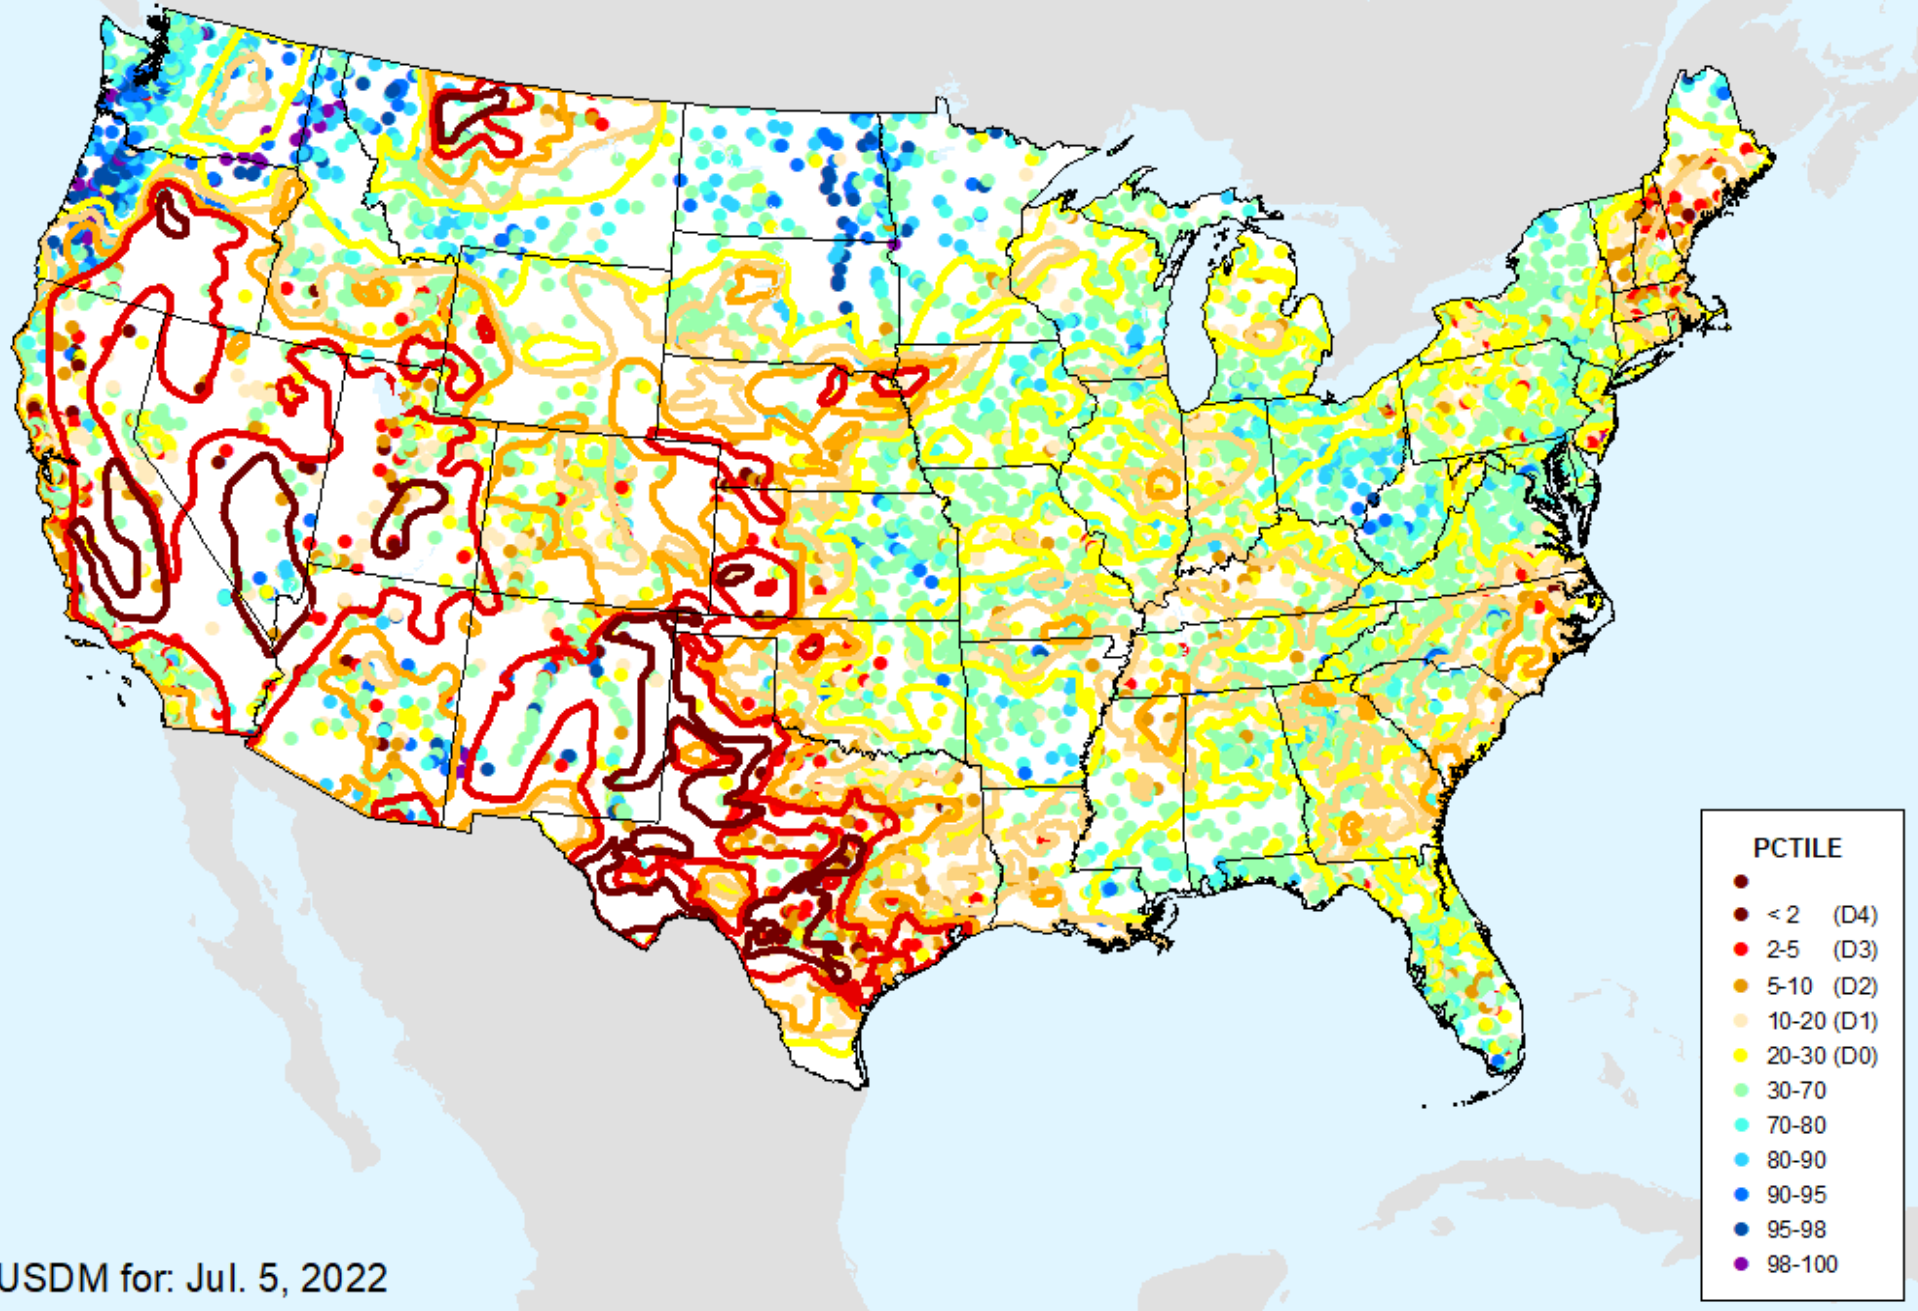 PCTILE
< 2 (D4)
2-5 (D3)
5-10 (D2)
10-20 (D1)
20-30 (D0)
30-70
70-80
80-90
90-95
95-98
98-100
USDM for: Jul. 5, 2022